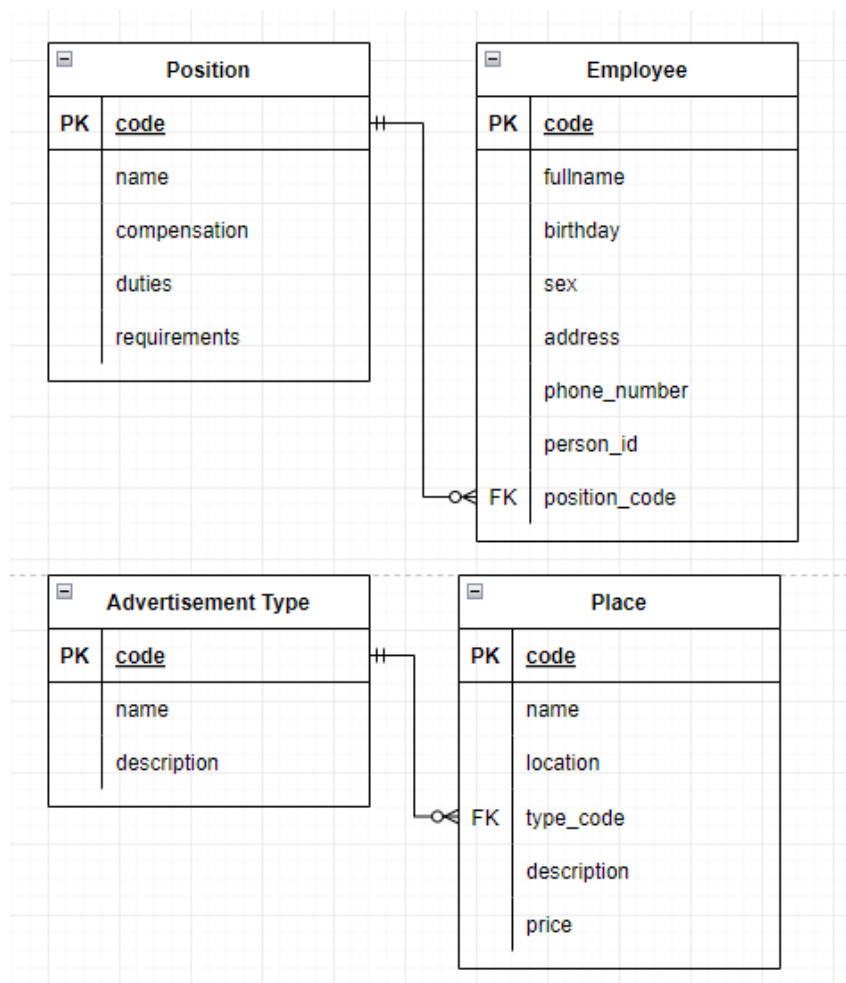 Position
PK code
name
compensation
duties
requirements
Employee
PK code
fullname
birthday
sex
address
phone_number
person_id
FK position_code
Advertisement Type
PK code
name
description
Place
PK code
name
location
FK type_code
description
price